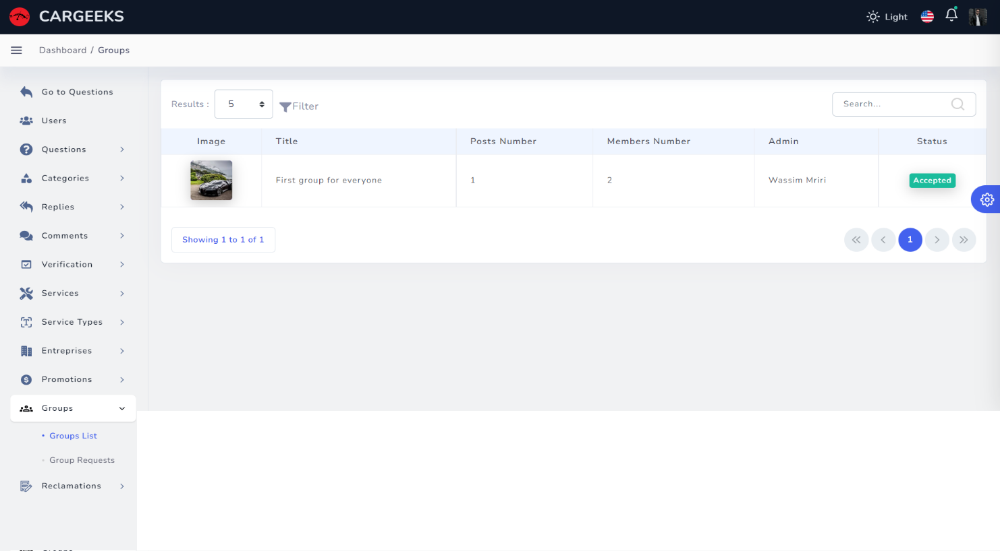 CARGEEKS
Light
Dashboard / Groups
Go to Questions
Users
Questions
Categories
Replies
Comments
Verification
Services
Service Types
Entreprises
Promotions
Groups
Groups List
Group Requests
Reclamations
Results : 5 Filter
Search...
Image Title Posts Number Members Number Admin Status
First group for everyone 1 2 Wassim Mriri Accepted
Showing 1 to 1 of 1
1